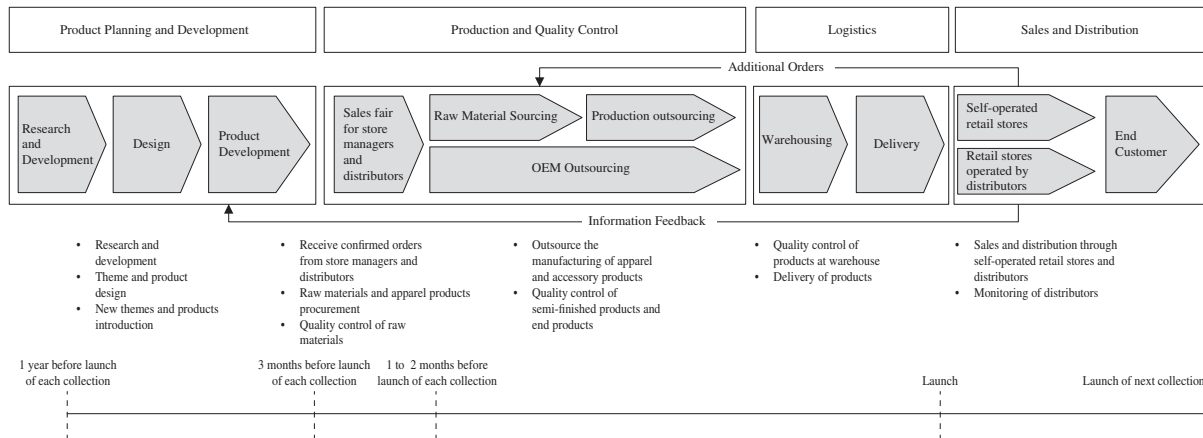 Product Planning and Development
Production and Quality Control
Logistics
Sales and Distribution
Additional Orders
Research
and
Development
Design
Product
Development
Sales fair
for store
managers
and
distributors
Raw Material Sourcing
Production outsourcing
OEM Outsourcing
Warehousing
Delivery
Self-operated
retail stores
Retail stores
operated by
distributors
End
Customer
Information Feedback
• Research and
development
• Theme and product
design
• New themes and products
introduction
• Receive confirmed orders
from store managers and
distributors
• Raw materials and apparel products
procurement
• Quality control of raw
materials
• Outsource the
manufacturing of apparel
and accessory products
• Quality control of
semi-finished products and
end products
• Quality control of
products at warehouse
• Delivery of products
• Sales and distribution through
self-operated retail stores and
distributors
• Monitoring of distributors
1 year before launch
of each collection
3 months before launch
of each collection
1 to 2 months before
launch of each collection
Launch
Launch of next collection